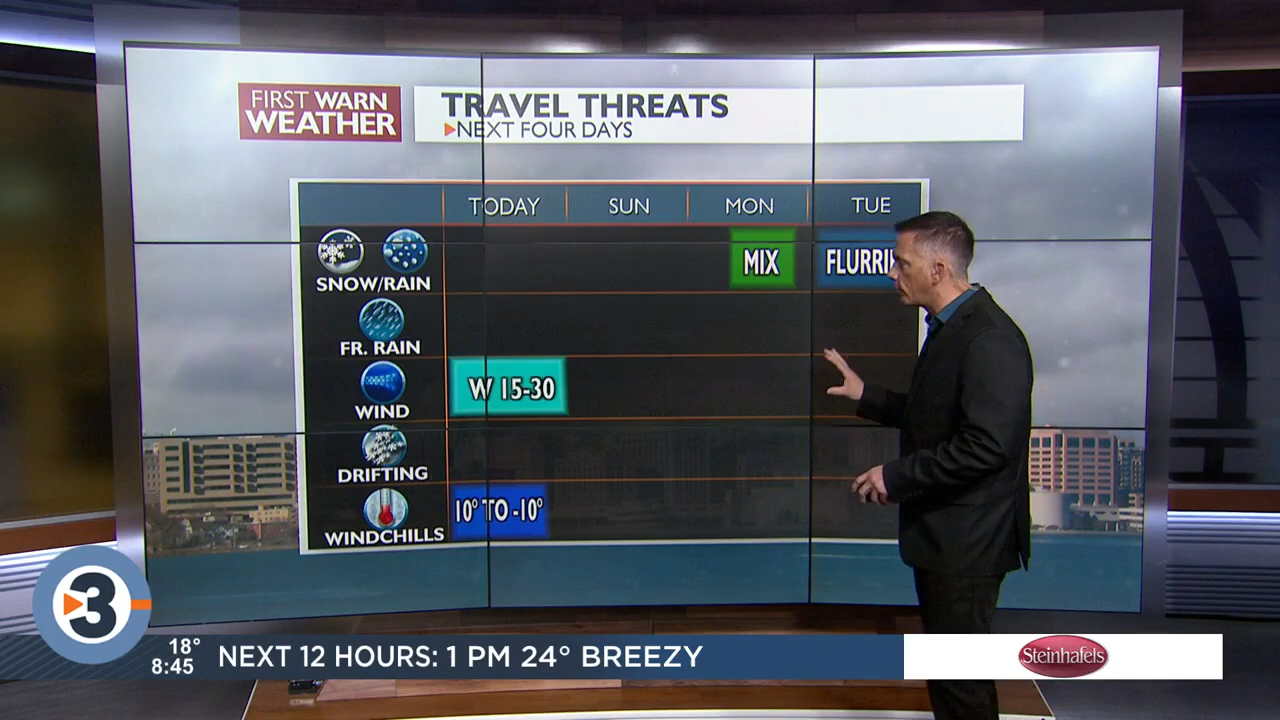 FIRST WARN
WEATHER
TRAVEL THREATS
NEXT FOUR DAYS
TODAY SUN MON TUE
SNOW/RAIN MIX
FR. RAIN
WIND W 15-30
DRIFTING
WINDCHILLS 10° TO -10°
3
18°
8:45
NEXT 12 HOURS: 1 PM 24° BREEZY
Steinhafels